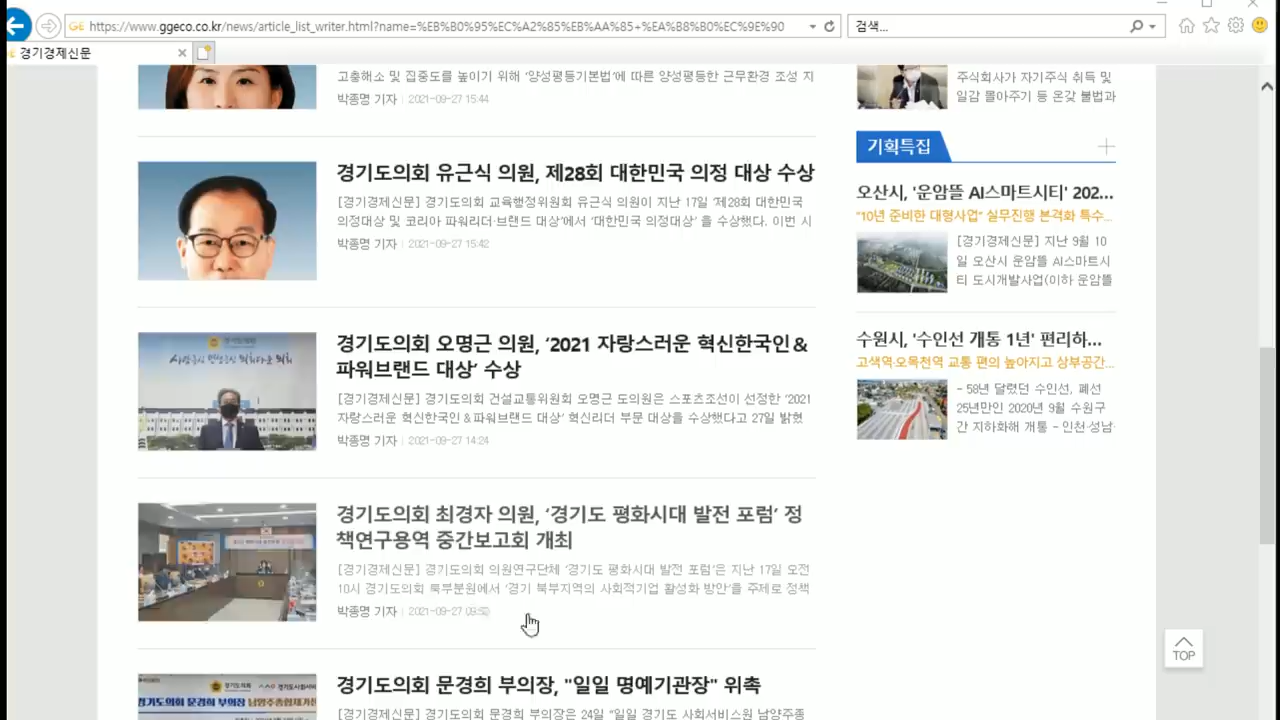 https://www.ggeco.co.kr/news/article_list_writer.html?name=%EB%B0%95%EC%A2%85%EB%AA%85+%EA%B8%B0%EC%9E%90
검색...
경기경제신문
고충해소 및 집중도를 높이기 위해 '양성평등기본법'에 따른 양성평등한 근무환경 조성 지
박종명 기자 | 2021-09-27 15:44
경기도의회 유근식 의원, 제28회 대한민국 의정 대상 수상
[경기경제신문] 경기도의회 교육행정위원회 유근식 의원이 지난 17일 '제28회 대한민국
의정대상 및 코리아 파워리더·브랜드 대상'에서 '대한민국 의정대상' 을 수상했다. 이번 시
박종명 기자 | 2021-09-27 15:42
경기도의회 오명근 의원, '2021 자랑스러운 혁신한국인&
파워브랜드 대상' 수상
[경기경제신문] 경기도의회 건설교통위원회 오명근 도의원은 스포츠조선이 선정한 '2021
자랑스러운 혁신한국인&파워브랜드 대상' 혁신리더 부문 대상을 수상했다고 27일 밝혔
박종명 기자 | 2021-09-27 14:24
경기도의회 최경자 의원, '경기도 평화시대 발전 포럼' 정
책연구용역 중간보고회 개최
[경기경제신문] 경기도의회 의원연구단체 '경기도 평화시대 발전 포럼'은 지난 17일 오전
10시 경기도의회 북부분원에서 '경기 북부지역의 사회적기업 활성화 방안'을 주제로 정책
박종명 기자 | 2021-09-27
경기도의회 문경희 부의장, "일일 명예기관장" 위촉
경기도의회
경기도의회 문경희 부의장
[경기경제신문] 경기도의회 문경희 부의장은 24일 "일일 경기도 사회서비스원 남양주종
주식회사가 자기주식 취득 및
일감 몰아주기 등 온갖 불법과
기획특집
오산시, '운암뜰 AI스마트시티' 202...
"10년 준비한 대형사업" 실무진행 본격화 특수...
[경기경제신문] 지난 9월 10
일 오산시 운암뜰 AI스마트시
티 도시개발사업(이하 운암뜰
수원시, '수인선 개통 1년' 편리하...
고색역·오목천역 교통 편의 높아지고 상부공간...
- 58년 달렸던 수인선, 폐선
25년만인 2020년 9월 수원구
간 지하화해 개통 - 인천·성남·
TOP